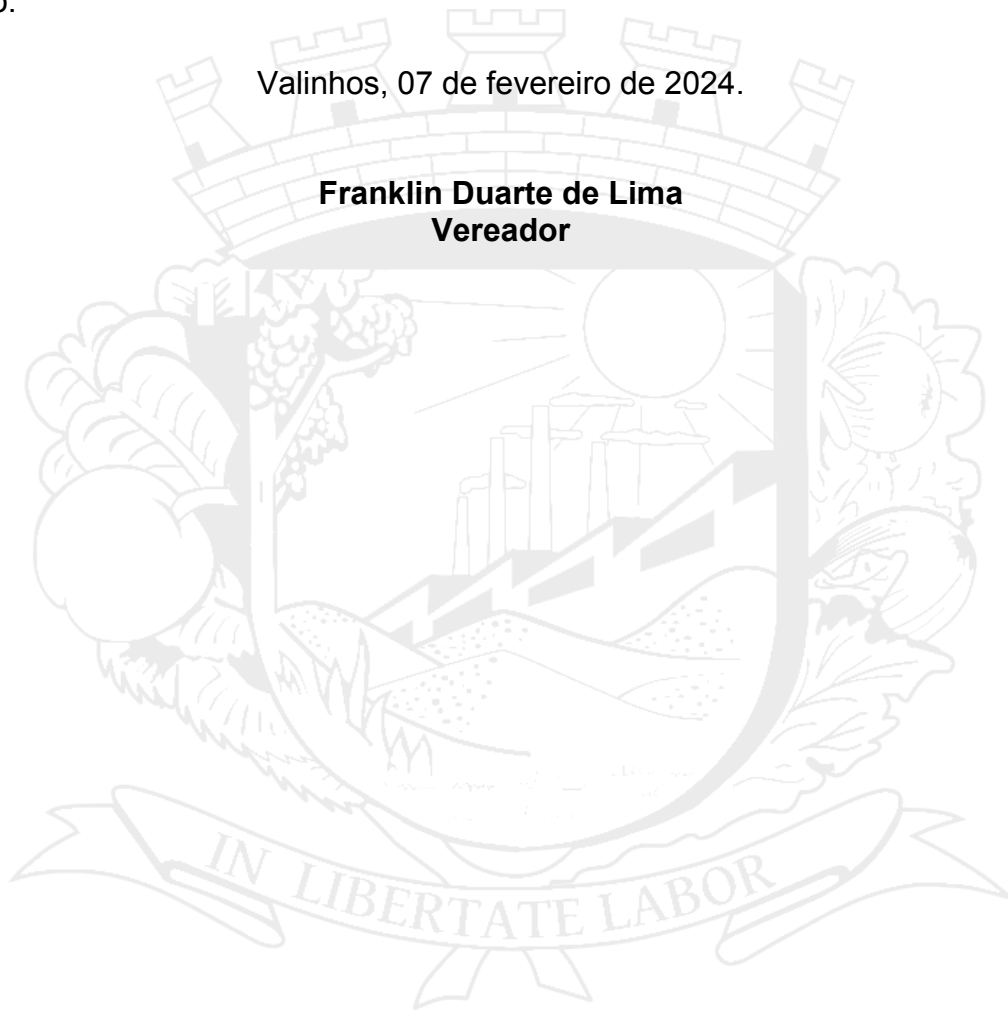 Valinhos, 07 de fevereiro de 2024.
Franklin Duarte de Lima
Vereador
IN LIBERTATE LABOR